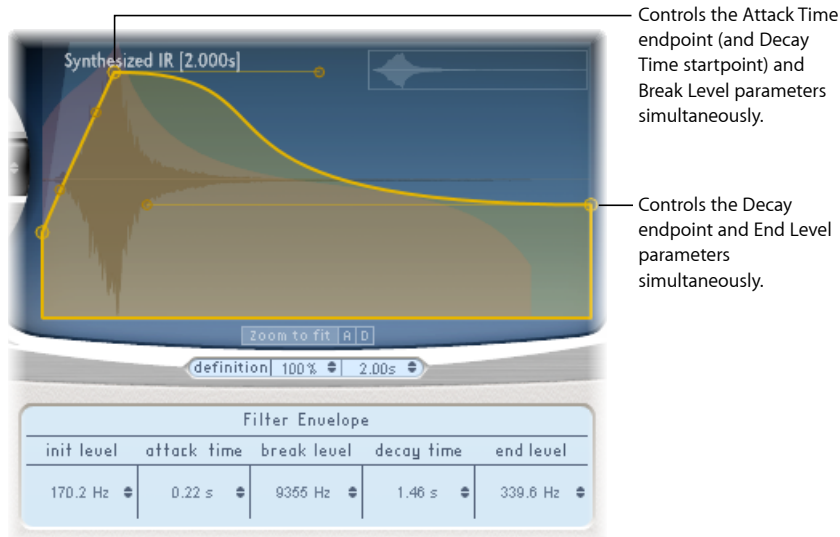 Controls the Attack Time
endpoint (and Decay
Time startpoint) and
Break Level parameters
simultaneously.
Synthesized IR [2.000s]
Controls the Decay
endpoint and End Level
parameters
simultaneously.
Zoom to fit A D
definition 100% 2.00s
Filter Envelope
init level attack time break level decay time end level
170.2 Hz 0.22 s 9355 Hz 1.46 s 339.6 Hz